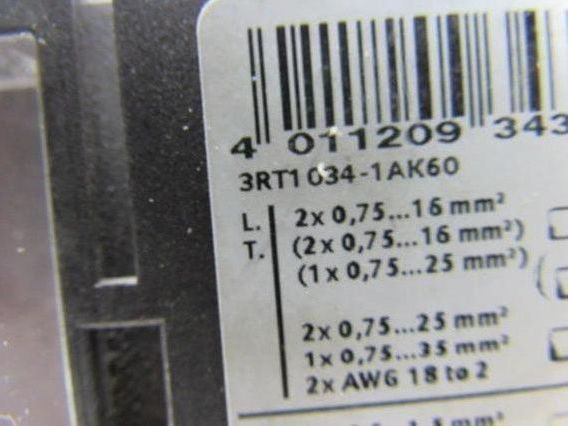 4 011209 343
3RT1034-1AK60
L. 2x 0,75...16 mm²
T. (2x 0,75...16 mm²)
(1x 0,75...25 mm²)
2x 0,75...25 mm²
1x 0,75...35 mm²
2x AWG 18 to 2